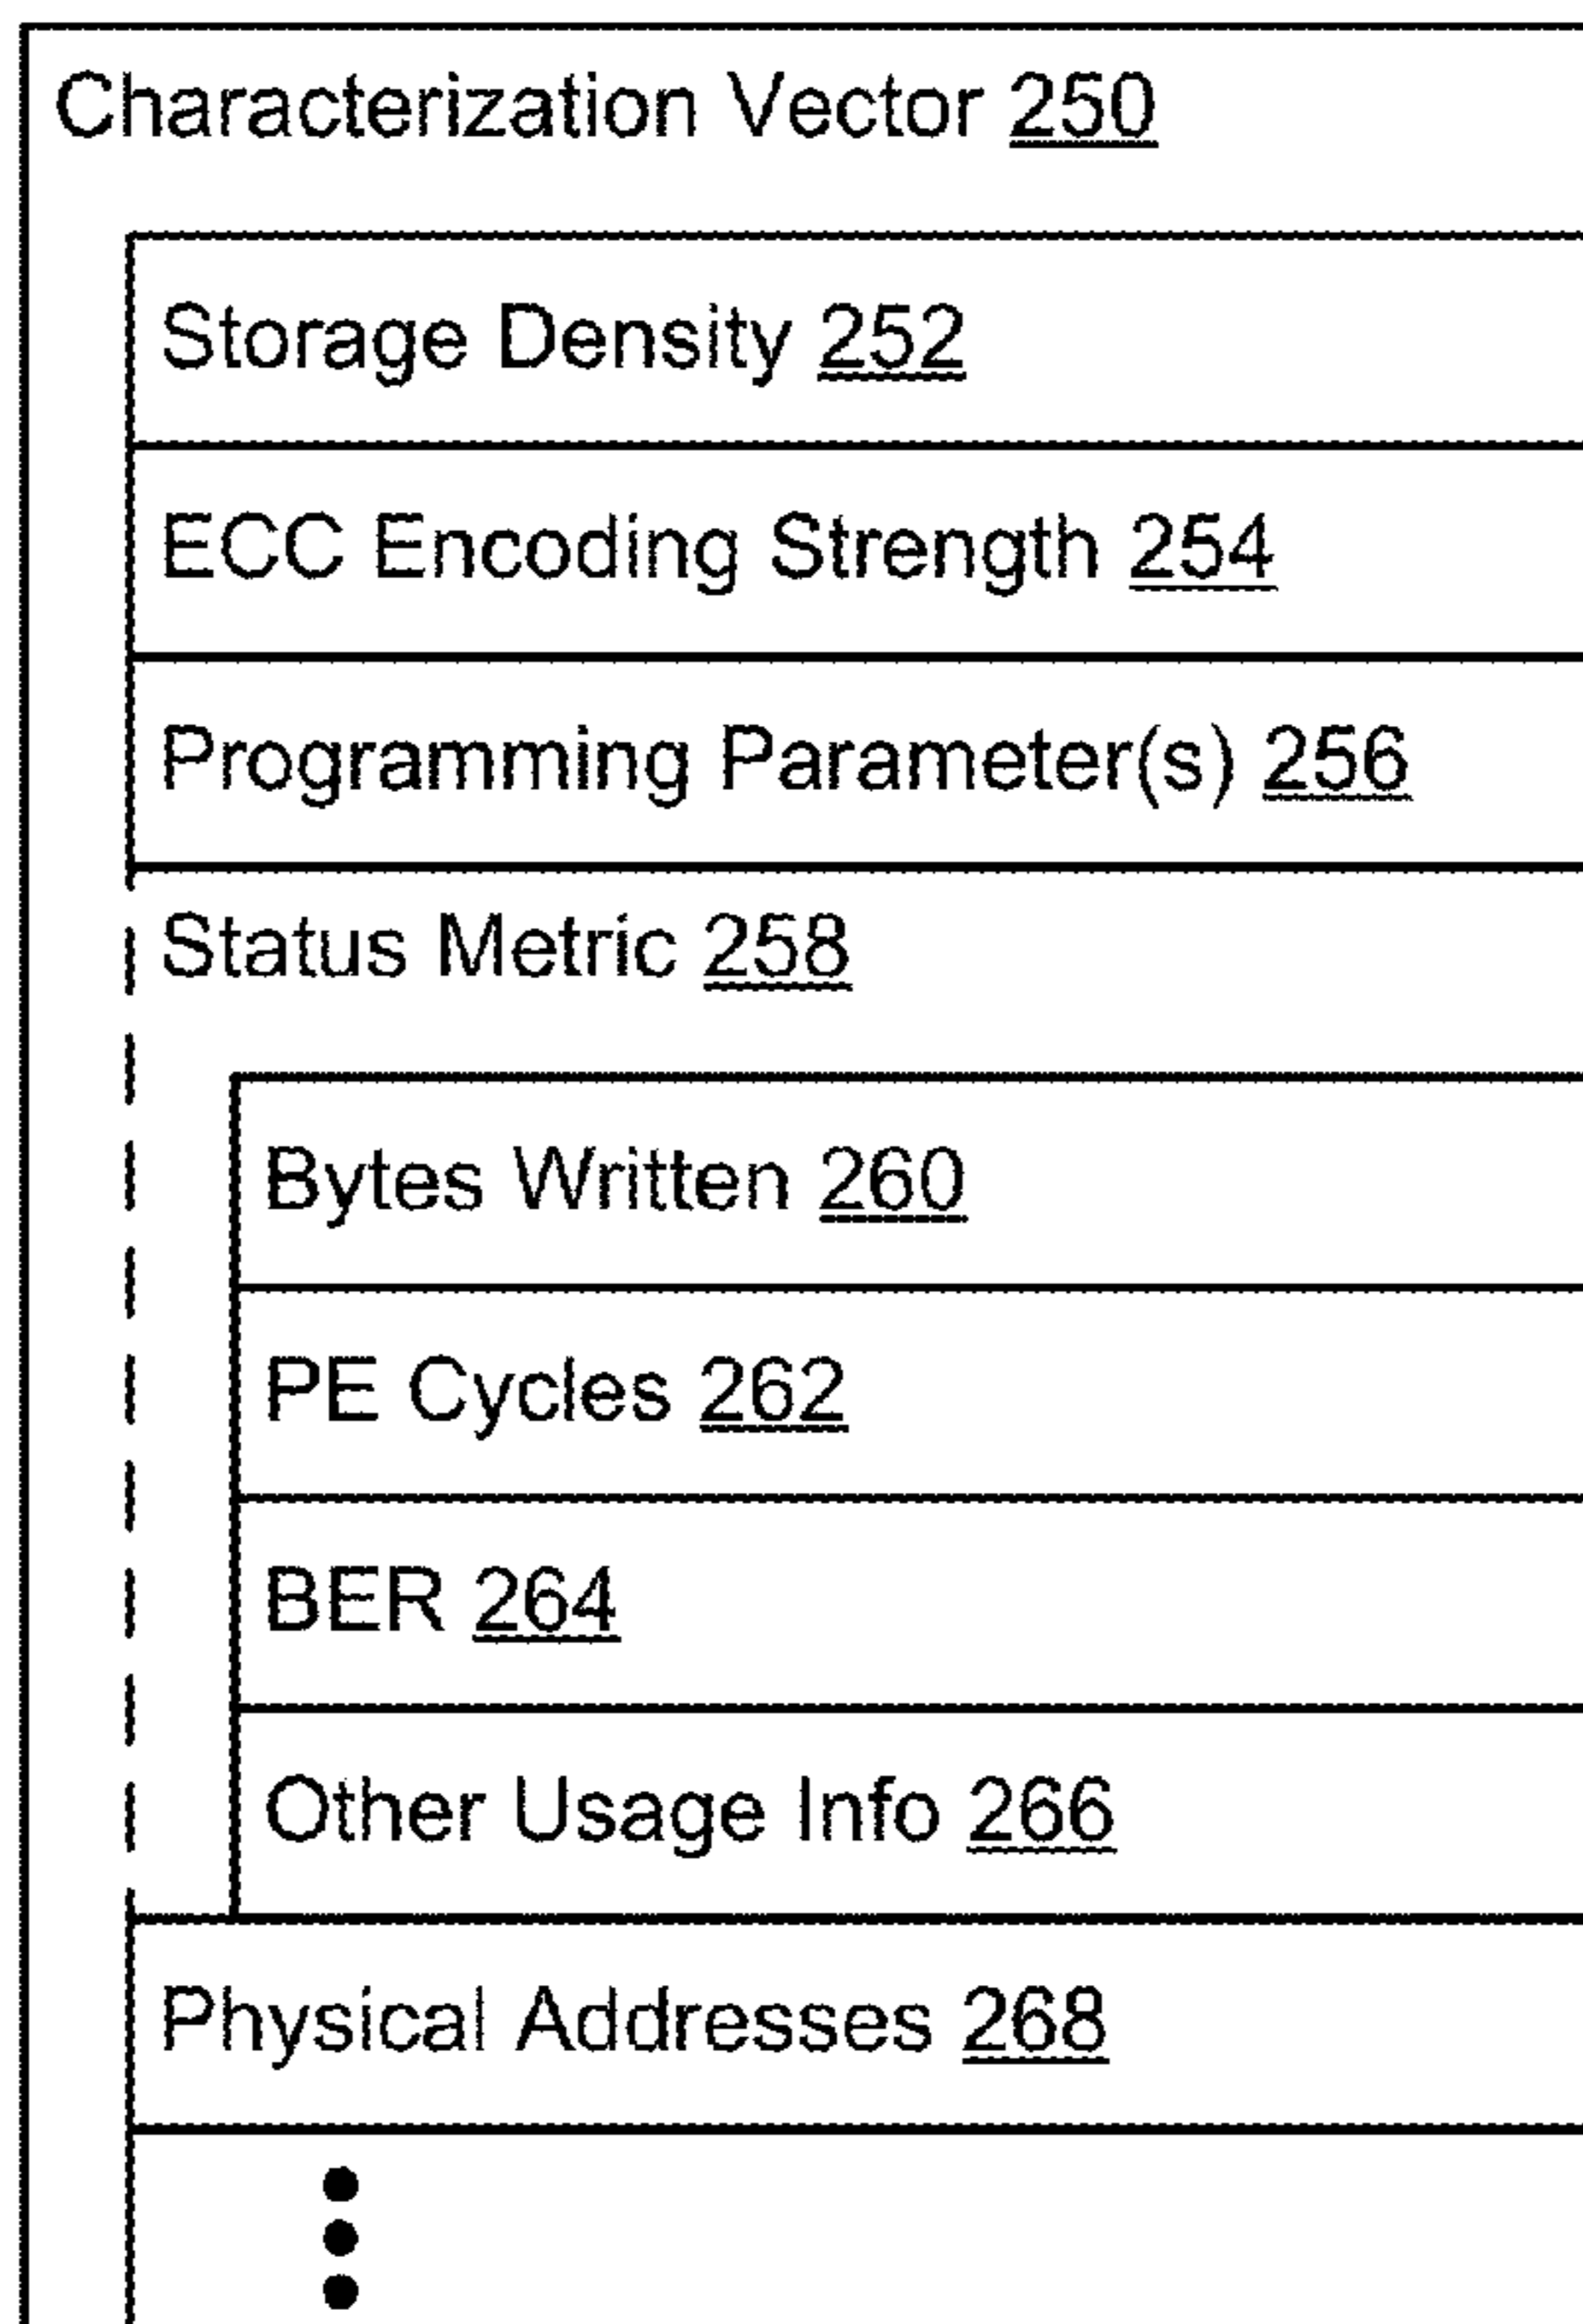 Characterization Vector 250
Storage Density 252
ECC Encoding Strength 254
Programming Parameter(s) 256
Status Metric 258
Bytes Written 260
PE Cycles 262
BER 264
Other Usage Info 266
Physical Addresses 268